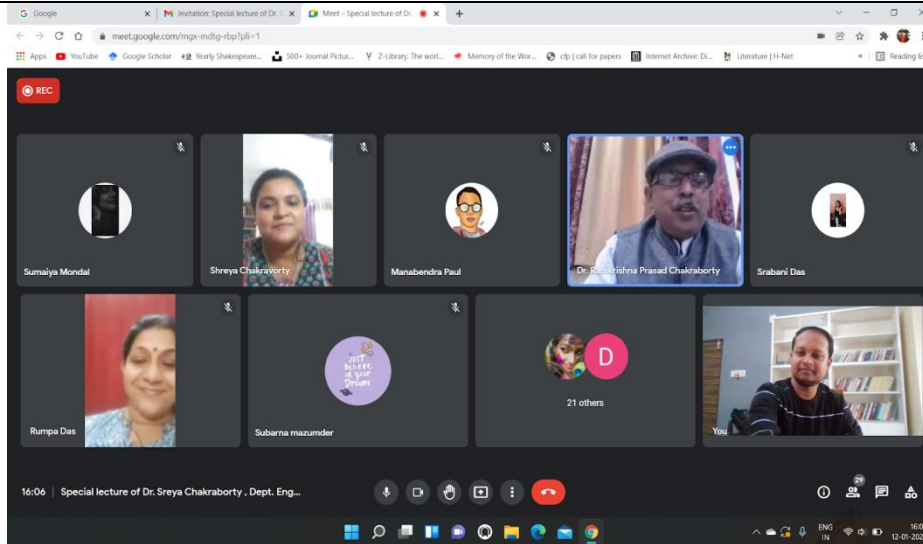 Google
Invitation: Special lecture of Dr. S
Meet - Special lecture of Dr
meet.google.com/mgx-mdtg-rbp?pli=1
Apps YouTube Google Scholar Yearly Shakespeare... 500+ Journal Pictur... Z-Library. The worl... Memory of the Wor... cfp | call for papers Internet Archive: Di... Literature | H-Net » Reading lis
REC
Sumaiya Mondal
Shreya Chakravorty
Manabendra Paul
Dr. Ramkrishna Prasad Chakraborty
Srabani Das
JUST
Believe
in your
Dreams
D
21 others
Rumpa Das
Subarna mazumder
You
16:06 | Special lecture of Dr. Sreya Chakraborty , Dept. Eng...
29
ENG
IN
16:0
12-01-202